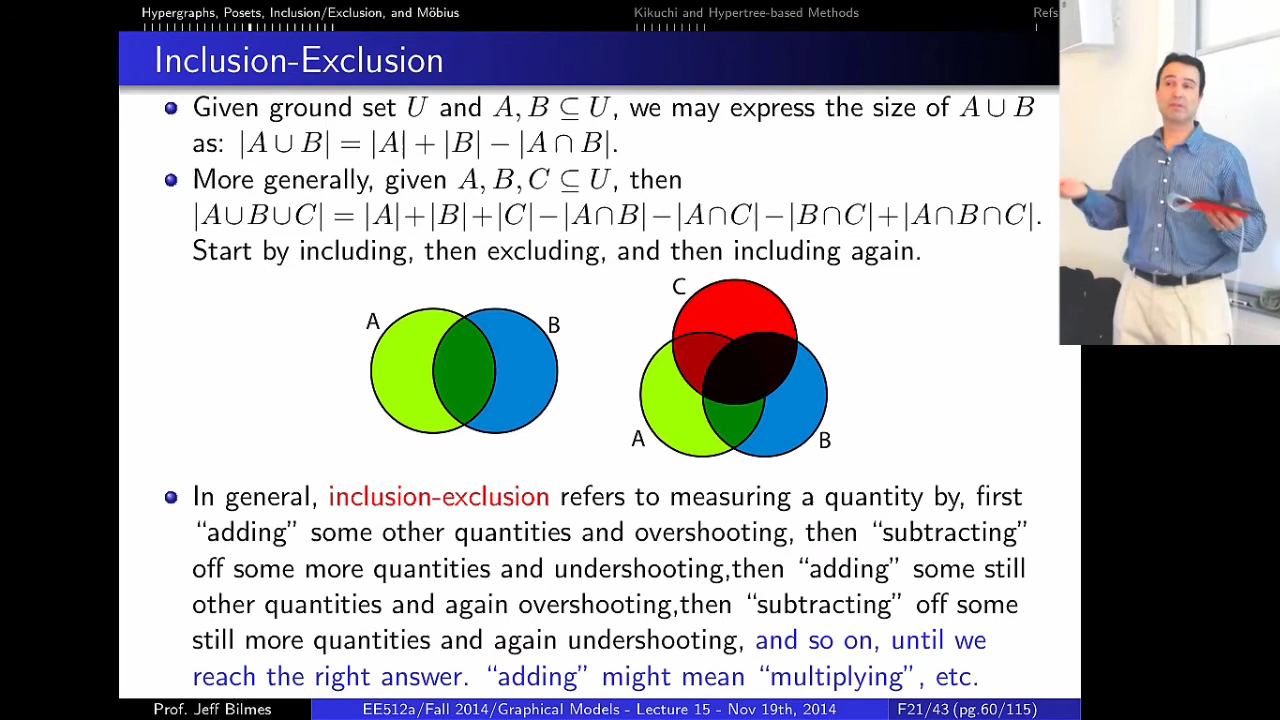 Hypergraphs, Posets, Inclusion/Exclusion, and Möbius Kikuchi and Hypertree-based Methods Refs
Inclusion-Exclusion
Given ground set U and A, B ⊆ U, we may express the size of A ∪ B
as: |A ∪ B| = |A| + |B| − |A ∩ B|.
More generally, given A, B, C ⊆ U, then
|A∪B∪C| = |A|+|B|+|C|−|A∩B|−|A∩C|−|B∩C|+|A∩B∩C|.
Start by including, then excluding, and then including again.
A B
C
A B
In general, inclusion-exclusion refers to measuring a quantity by, first
“adding” some other quantities and overshooting, then “subtracting”
off some more quantities and undershooting,then “adding” some still
other quantities and again overshooting,then “subtracting” off some
still more quantities and again undershooting, and so on, until we
reach the right answer. “adding” might mean “multiplying”, etc.
Prof. Jeff Bilmes EE512a/Fall 2014/Graphical Models - Lecture 15 - Nov 19th, 2014 F21/43 (pg.60/115)